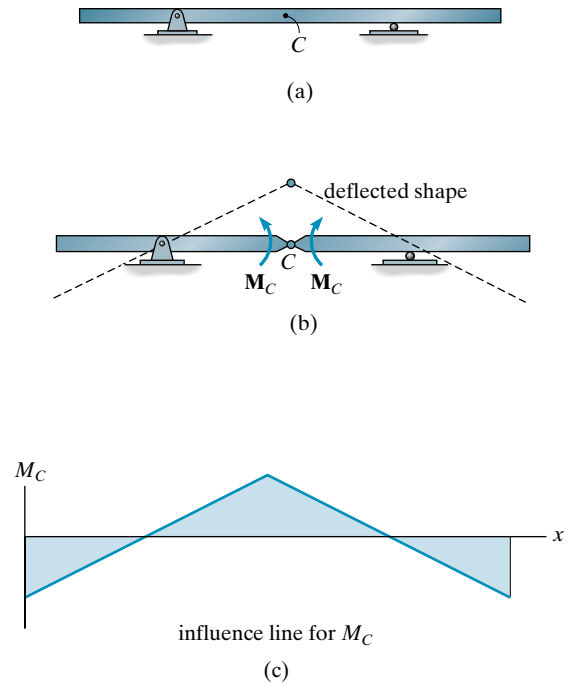 C
(a)
deflected shape
C
M_C M_C
(b)
M_C
x
influence line for M_C
(c)